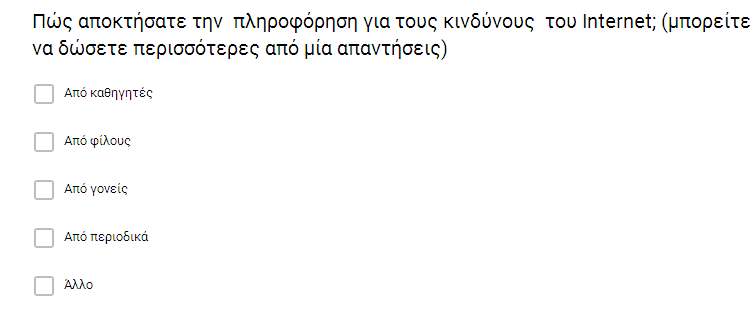 Πώς αποκτήσατε την πληροφόρηση για τους κινδύνους του Internet; (μπορείτε
να δώσετε περισσότερες από μία απαντήσεις)
Από καθηγητές
Από φίλους
Από γονείς
Από περιοδικά
Άλλο